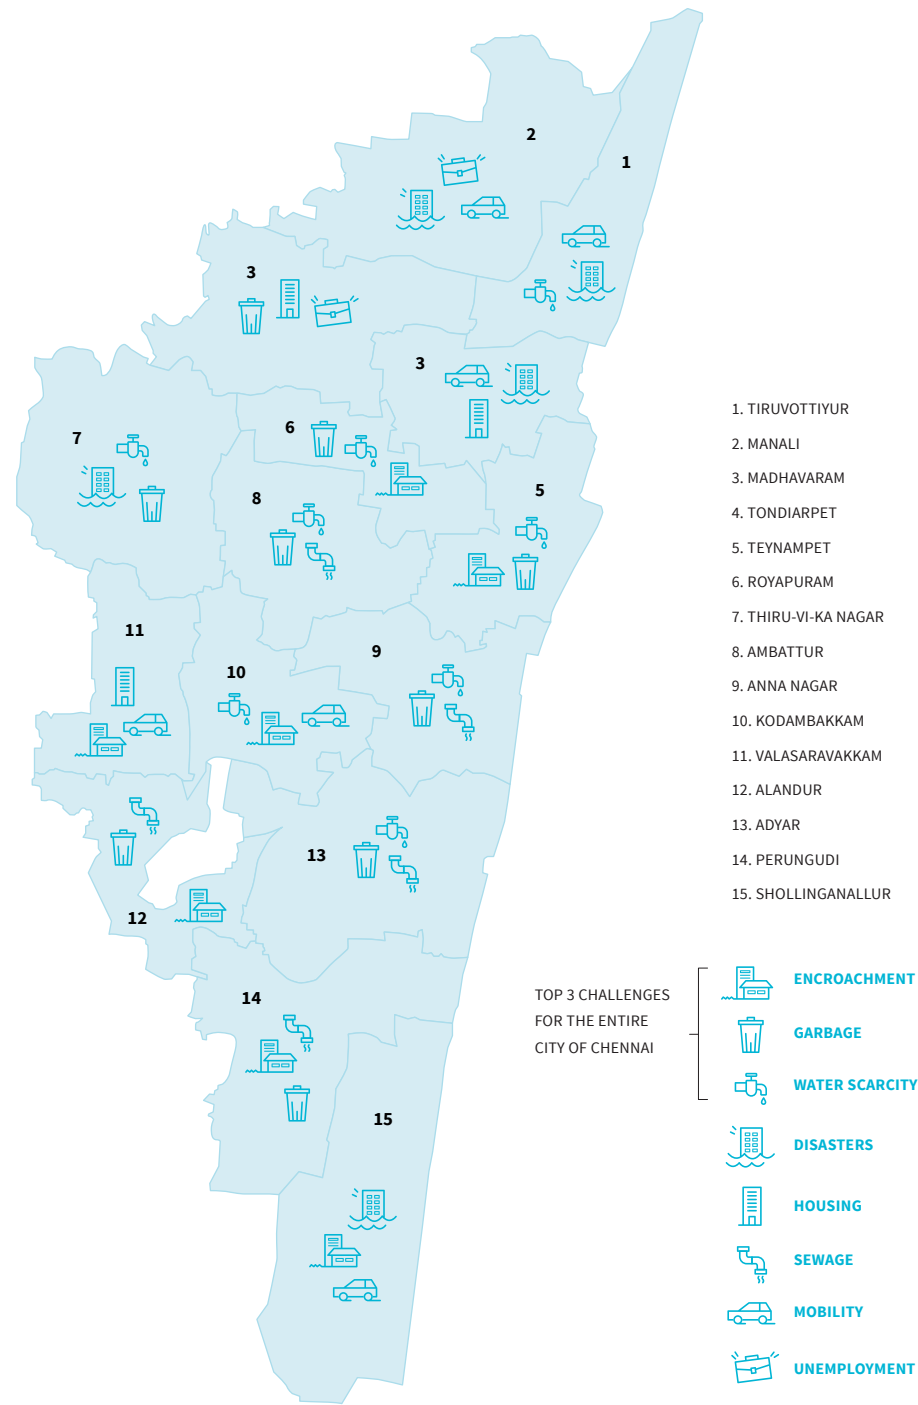 2
1
3
3
7
6
8
5
11
10
9
13
12
14
15
1. TIRUVOTTIYUR
2. MANALI
3. MADHAVARAM
4. TONDIARPET
5. TEYNAMPET
6. ROYAPURAM
7. THIRU-VI-KA NAGAR
8. AMBATTUR
9. ANNA NAGAR
10. KODAMBAKKAM
11. VALASARAVAKKAM
12. ALANDUR
13. ADYAR
14. PERUNGUDI
15. SHOLLINGANALLUR
TOP 3 CHALLENGES
FOR THE ENTIRE
CITY OF CHENNAI
ENCROACHMENT
GARBAGE
WATER SCARCITY
DISASTERS
HOUSING
SEWAGE
MOBILITY
UNEMPLOYMENT